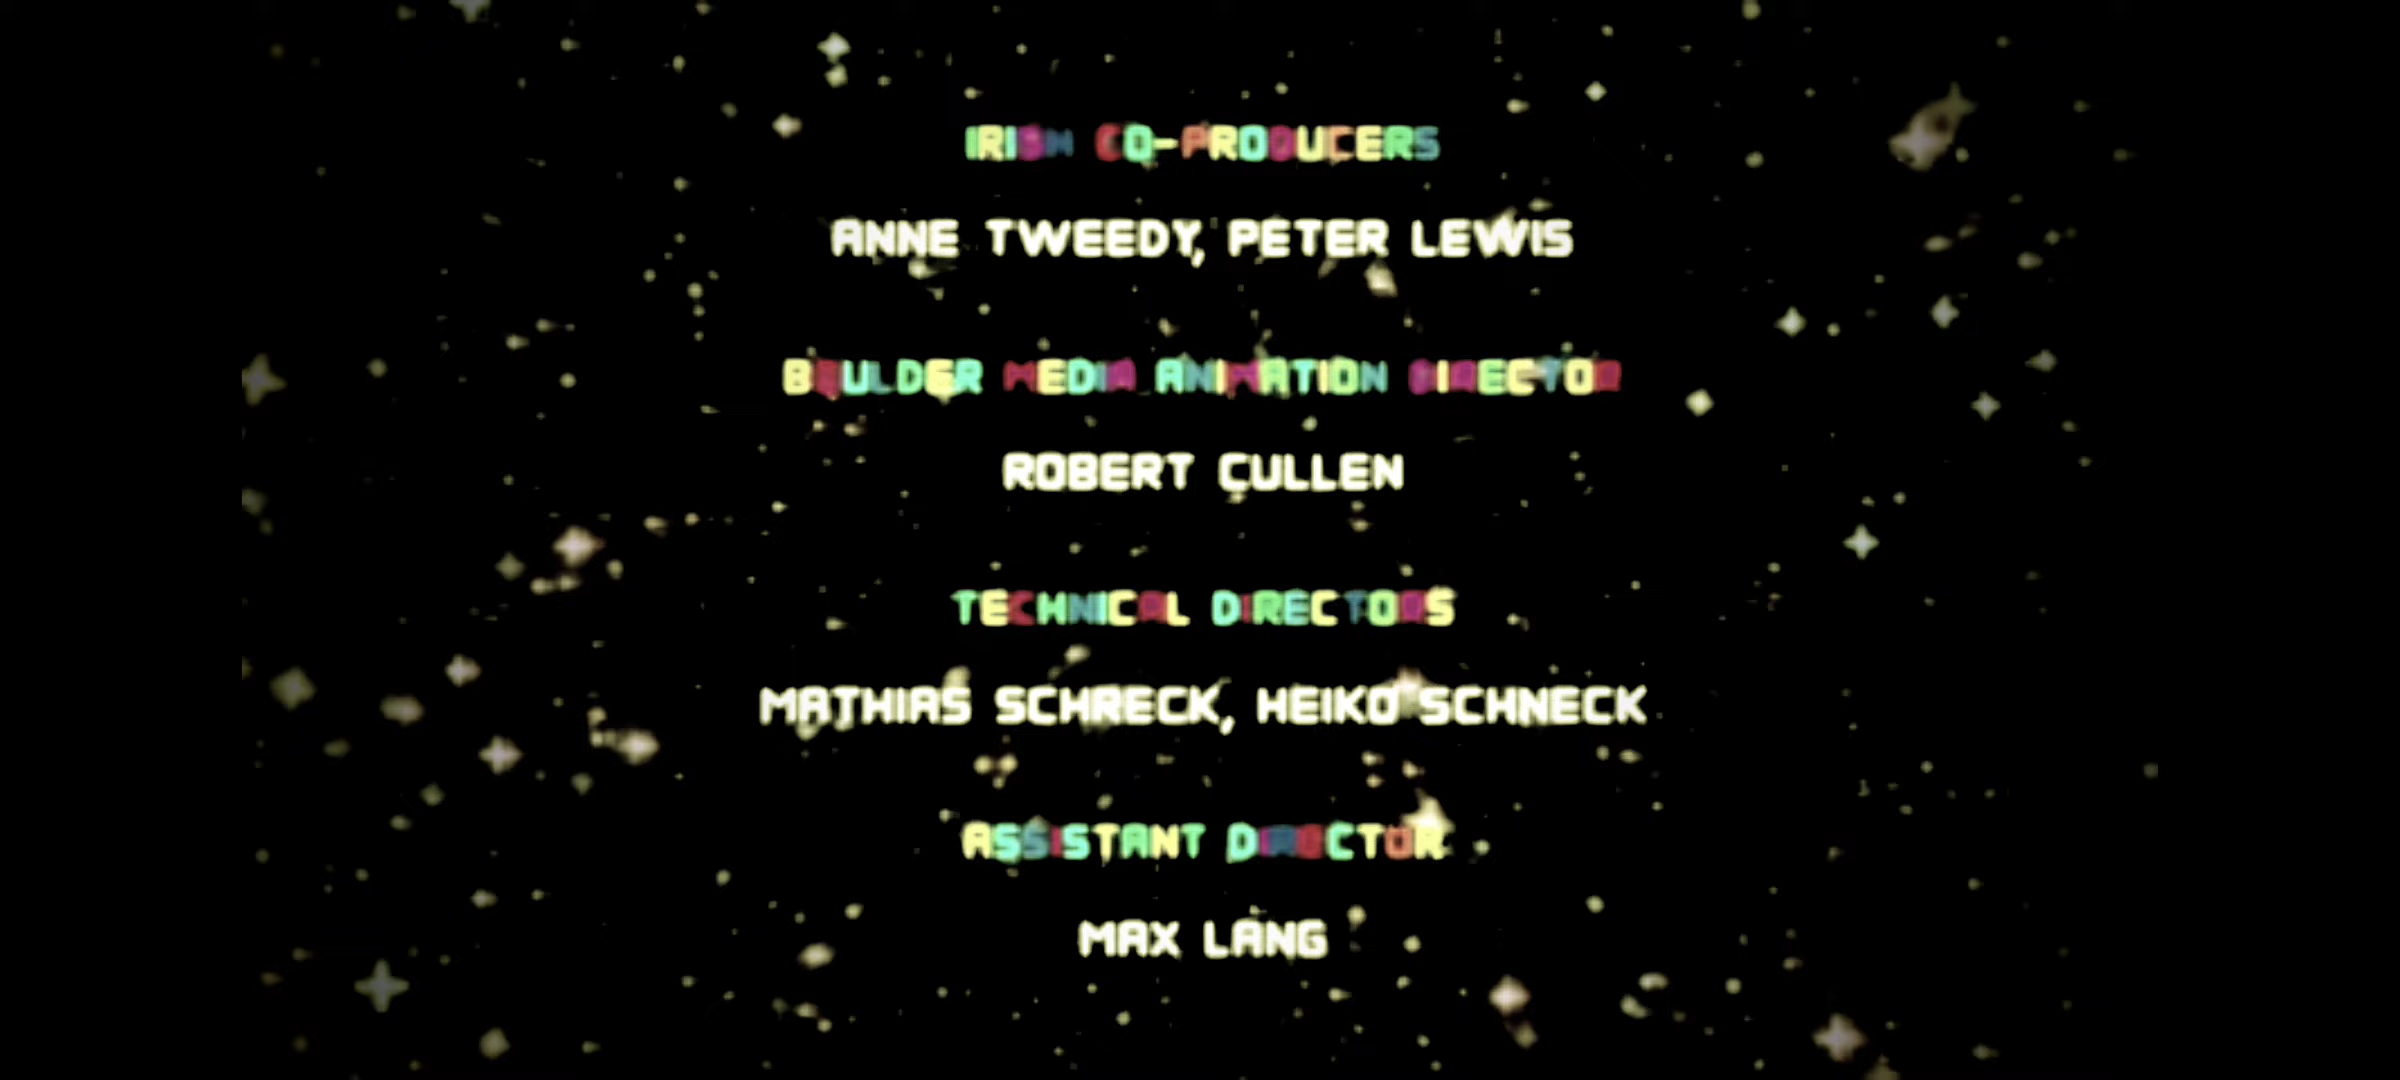 IRISH CO-PRODUCERS
ANNE TWEEDY, PETER LEWIS
BOULDER MEDIA ANIMATION DIRECTOR
ROBERT CULLEN
TECHNICAL DIRECTORS
MATHIAS SCHRECK, HEIKO SCHNECK
ASSISTANT DIRECTOR
MAX LANG